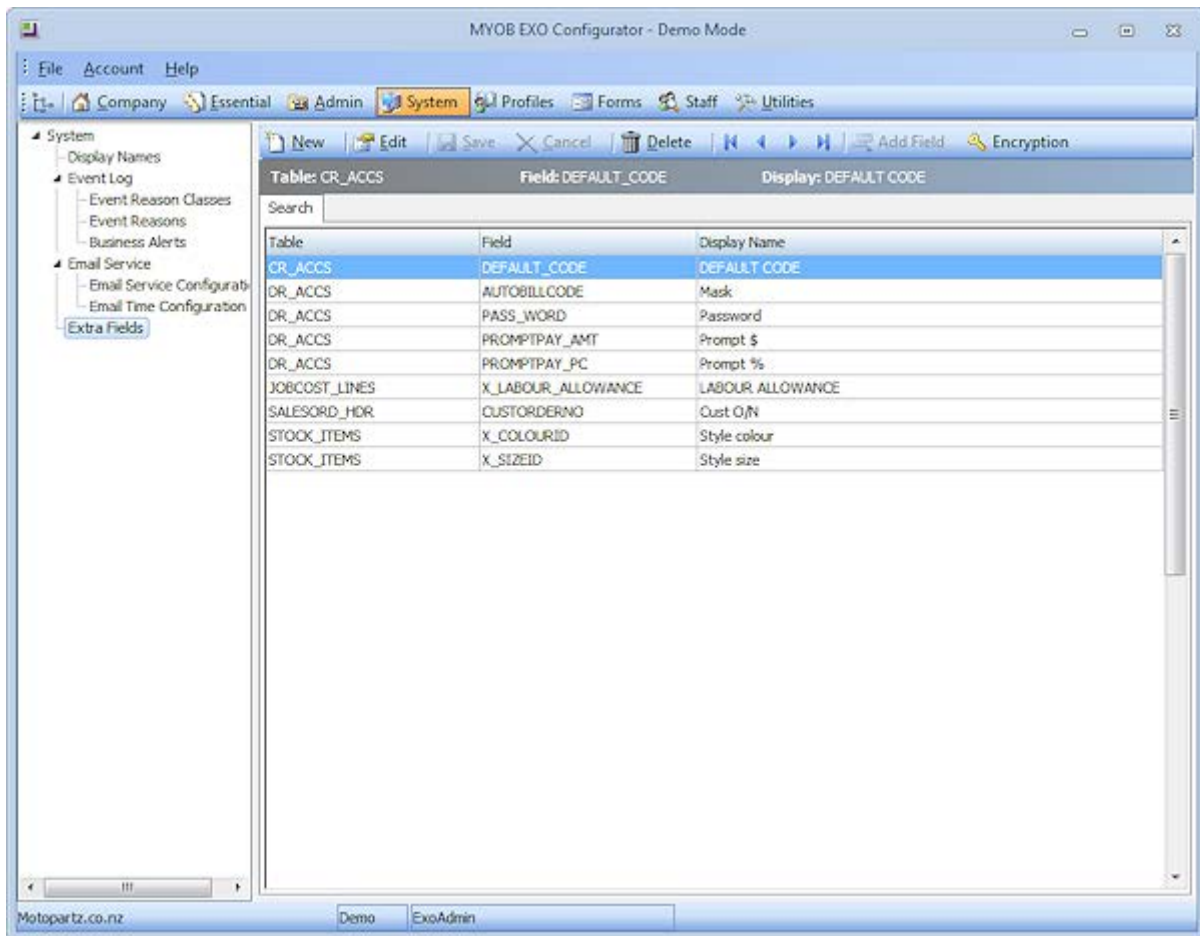 MYOB EXO Configurator - Demo Mode
File Account Help
Company Essential Admin System Profiles Forms Staff Utilities
System
Display Names
Event Log
Event Reason Classes
Event Reasons
Business Alerts
Email Service
Email Service Configurati
Email Time Configuration
Extra Fields
New Edit Save Cancel Delete Add Field Encryption
Table: CR_ACCS Field: DEFAULT_CODE Display: DEFAULT CODE
Search
Table Field Display Name
CR_ACCS DEFAULT_CODE DEFAULT CODE
DR_ACCS AUTOBILLCODE Mask
DR_ACCS PASS_WORD Password
DR_ACCS PROMPTPAY_AMT Prompt $
DR_ACCS PROMPTPAY_PC Prompt %
JOBCOST_LINES X_LABOUR_ALLOWANCE LABOUR ALLOWANCE
SALESORD_HDR CUSTORDERNO Cust O/N
STOCK_ITEMS X_COLOURID Style colour
STOCK_ITEMS X_SIZEID Style size
Motopartz.co.nz Demo ExoAdmin